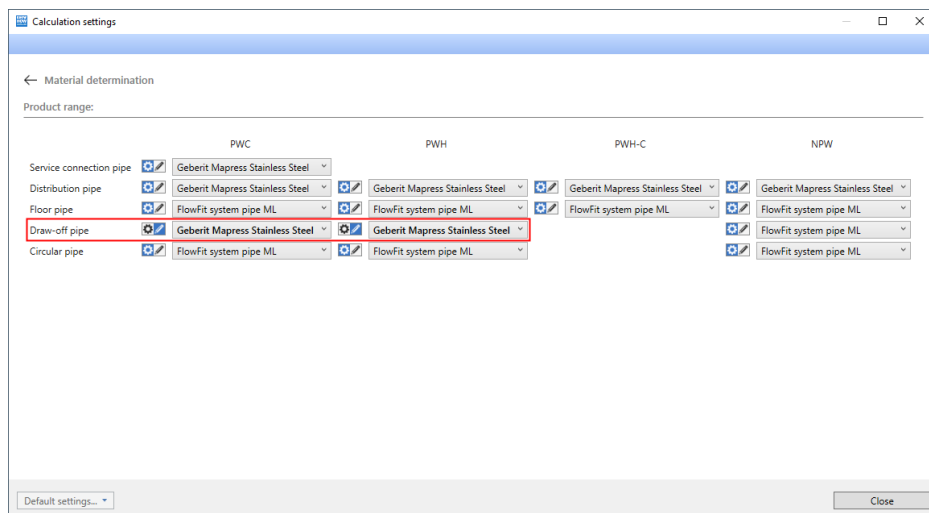 Calculation settings
Material determination
Product range:
PWC PWH PWH-C NPW
Service connection pipe Geberit Mapress Stainless Steel
Distribution pipe Geberit Mapress Stainless Steel Geberit Mapress Stainless Steel Geberit Mapress Stainless Steel Geberit Mapress Stainless Steel
Floor pipe FlowFit system pipe ML FlowFit system pipe ML FlowFit system pipe ML FlowFit system pipe ML
Draw-off pipe Geberit Mapress Stainless Steel Geberit Mapress Stainless Steel FlowFit system pipe ML
Circular pipe FlowFit system pipe ML FlowFit system pipe ML FlowFit system pipe ML
Default settings... Close